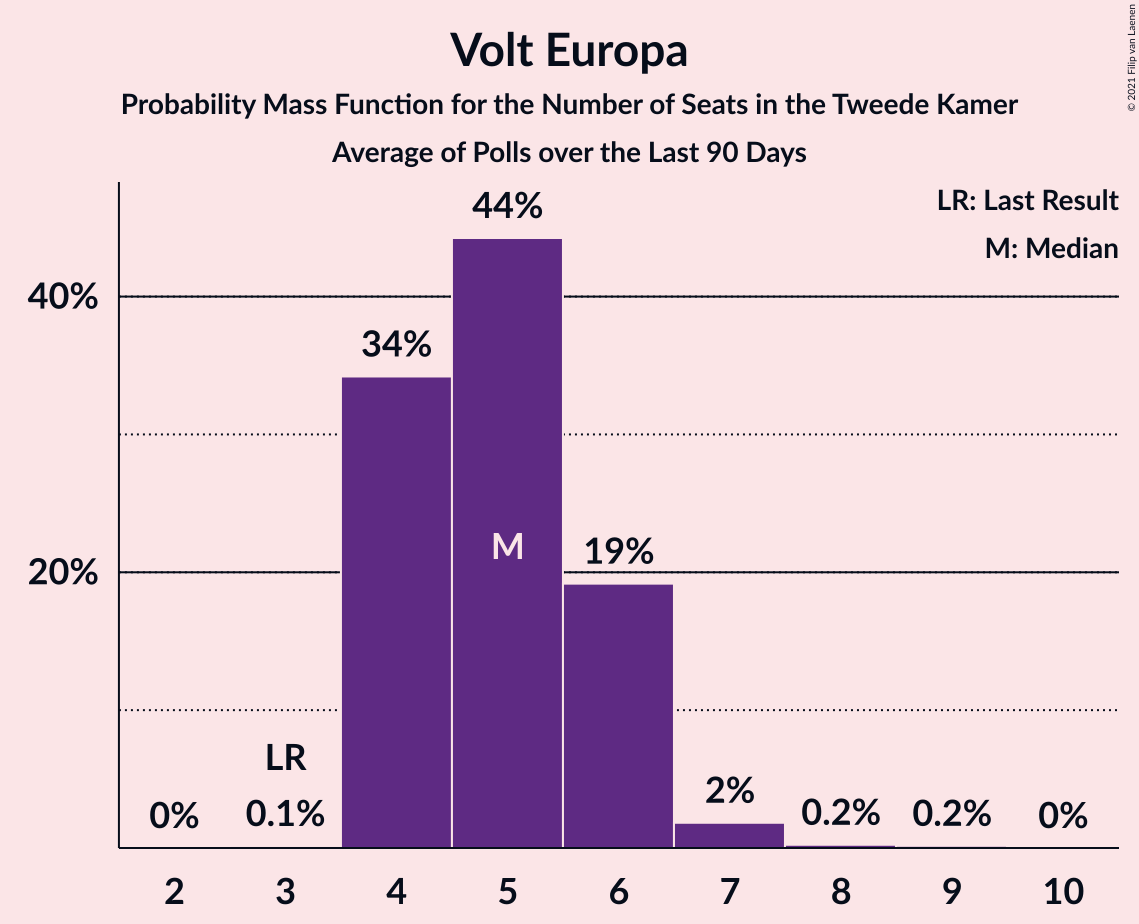 Volt Europa
Probability Mass Function for the Number of Seats in the Tweede Kamer
Average of Polls over the Last 90 Days
© 2021 Filip van Laenen
LR: Last Result
M: Median
44%
40%
34%
M
19%
20%
LR
0%
0.1%
2%
0.2%
0.2%
0%
2 3 4 5 6 7 8 9 10